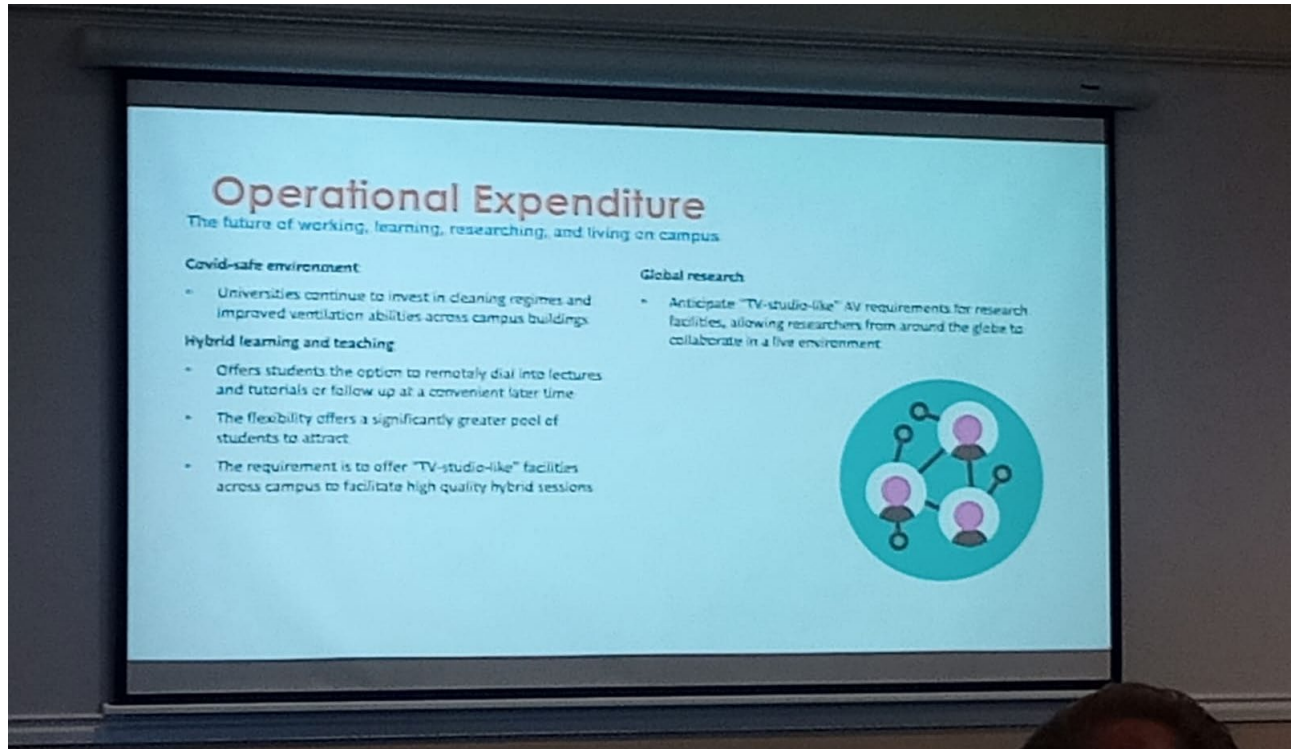 Operational Expenditure
The future of working, learning, researching, and living on campus
Covid-safe environment
- Universities continue to invest in cleaning regimes and
improved ventilation abilities across campus buildings
Hybrid learning and teaching
- Offers students the option to remotely dial into lectures
and tutorials or follow up at a convenient later time
- The flexibility offers a significantly greater pool of
students to attract
- The requirement is to offer "TV-studio-like" facilities
across campus to facilitate high quality hybrid sessions
Global research
- Anticipate "TV-studio-like" AV requirements for research
facilities, allowing researchers from around the globe to
collaborate in a live environment